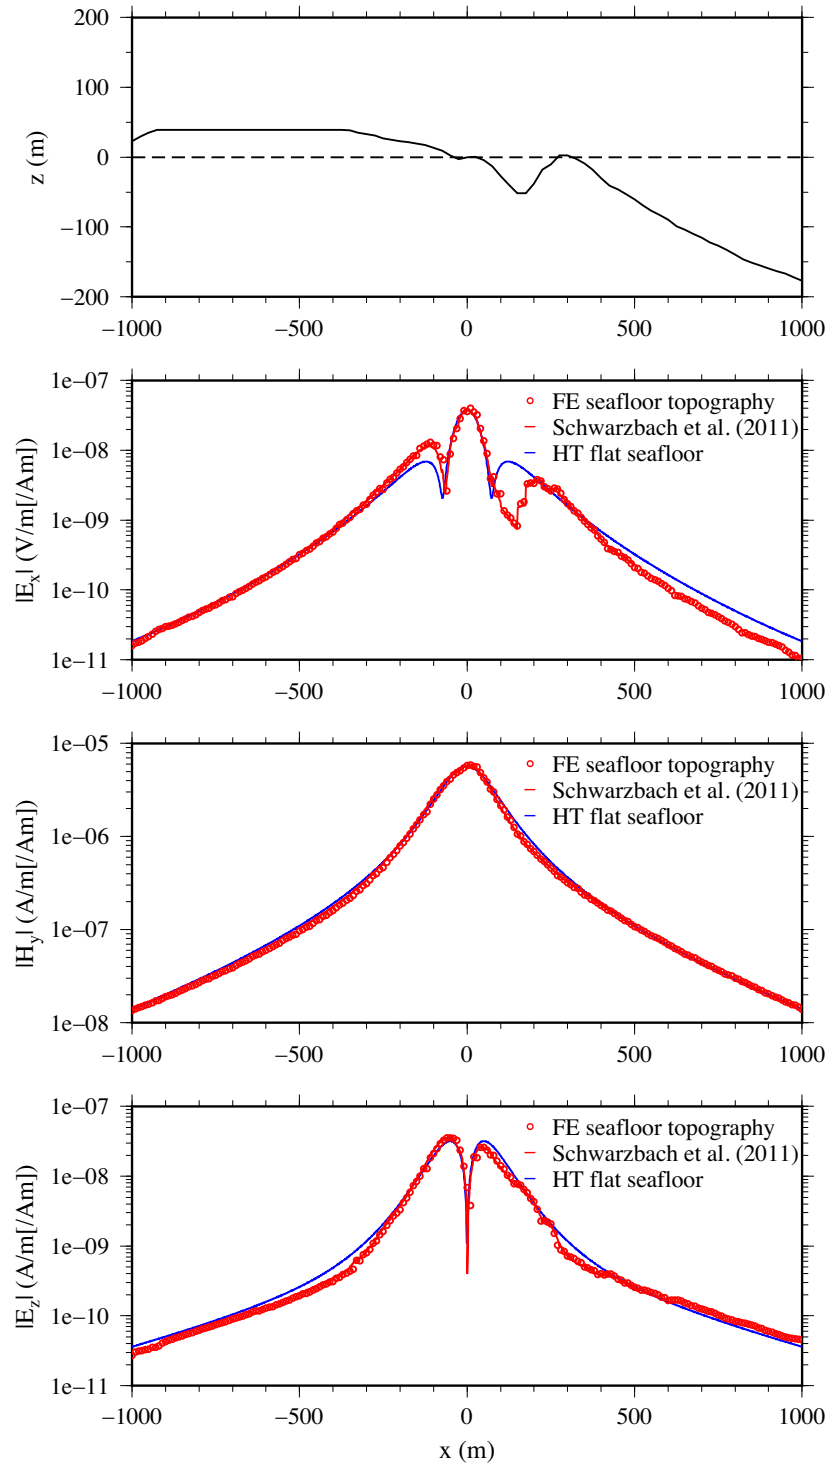 200
100
0
−100
−200
z (m)
−1000 −500 0 500 1000
1e−07
1e−08
1e−09
1e−10
1e−11
|E_x| (V/m[/Am])
FE seafloor topography
Schwarzbach et al. (2011)
HT flat seafloor
−1000 −500 0 500 1000
1e−05
1e−06
1e−07
1e−08
|H_y| (A/m[/Am])
FE seafloor topography
Schwarzbach et al. (2011)
HT flat seafloor
−1000 −500 0 500 1000
1e−07
1e−08
1e−09
1e−10
1e−11
|E_z| (A/m[/Am])
FE seafloor topography
Schwarzbach et al. (2011)
HT flat seafloor
−1000 −500 0 500 1000
x (m)